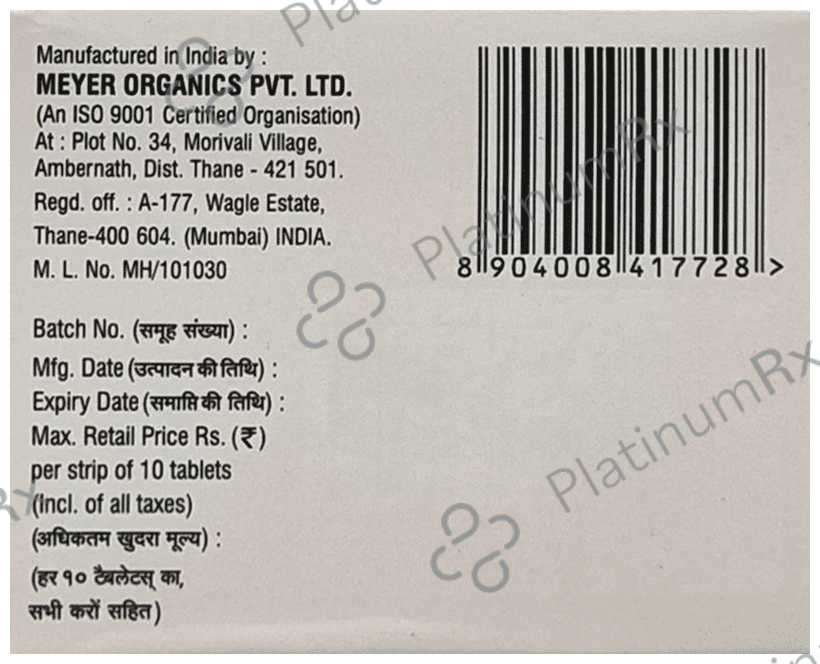 Manufactured in India by :
MEYER ORGANICS PVT. LTD.
(An ISO 9001 Certified Organisation)
At : Plot No. 34, Morivali Village,
Ambernath, Dist. Thane - 421 501.
Regd. off. : A-177, Wagle Estate,
Thane-400 604. (Mumbai) INDIA.
M. L. No. MH/101030
8 904008 417728 >
Batch No. (समूह संख्या) :
Mfg. Date (उत्पादन की तिथि) :
Expiry Date (समाप्ति की तिथि) :
Max. Retail Price Rs. (₹)
per strip of 10 tablets
(Incl. of all taxes)
(अधिकतम खुदरा मूल्य) :
(हर १० टैबलेटस् का,
सभी करों सहित)
PlatinumRx
PlatinumRx